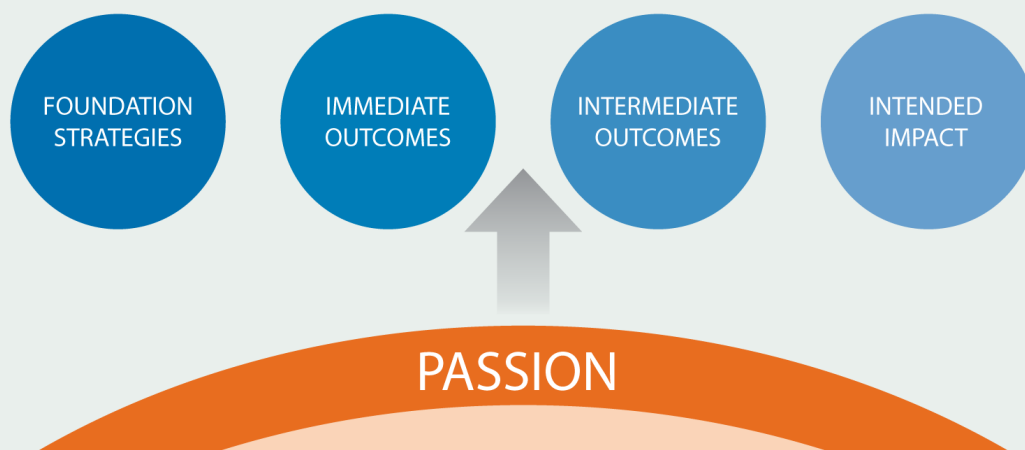 FOUNDATION
STRATEGIES
IMMEDIATE
OUTCOMES
INTERMEDIATE
OUTCOMES
INTENDED
IMPACT
PASSION